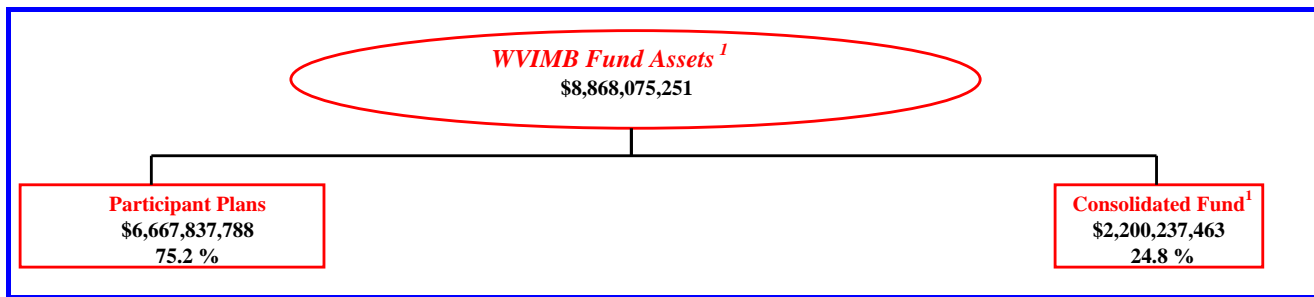 WVIMB Fund Assets 1
$8,868,075,251
Participant Plans
$6,667,837,788
75.2 %
Consolidated Fund1
$2,200,237,463
24.8 %